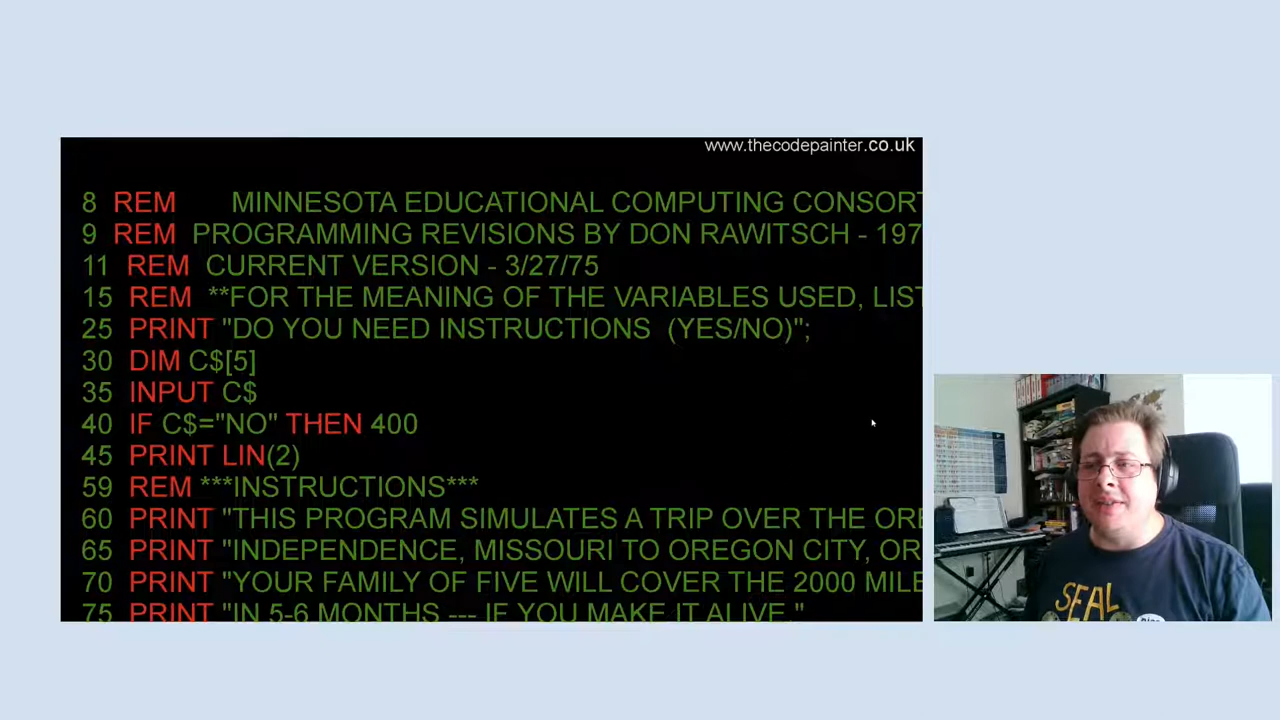 www.thecodepainter.co.uk
8 REM MINNESOTA EDUCATIONAL COMPUTING CONSORT
9 REM PROGRAMMING REVISIONS BY DON RAWITSCH - 197
11 REM CURRENT VERSION - 3/27/75
15 REM **FOR THE MEANING OF THE VARIABLES USED, LIST
25 PRINT "DO YOU NEED INSTRUCTIONS (YES/NO)";
30 DIM C$[5]
35 INPUT C$
40 IF C$="NO" THEN 400
45 PRINT LIN(2)
59 REM ***INSTRUCTIONS***
60 PRINT "THIS PROGRAM SIMULATES A TRIP OVER THE ORE
65 PRINT "INDEPENDENCE, MISSOURI TO OREGON CITY, OR
70 PRINT "YOUR FAMILY OF FIVE WILL COVER THE 2000 MILE
75 PRINT "IN 5-6 MONTHS --- IF YOU MAKE IT ALIVE."
SEAL